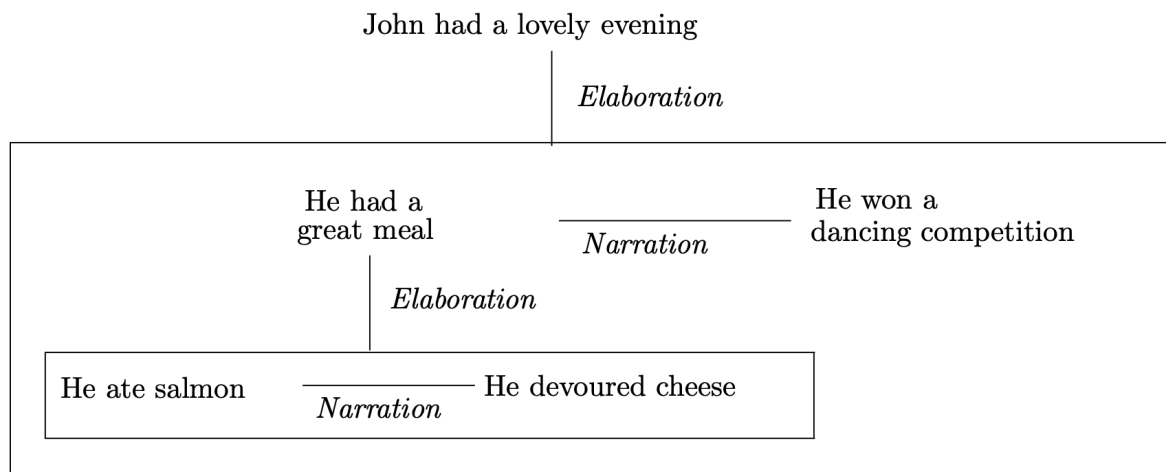 John had a lovely evening
Elaboration
He had a
great meal
Narration
He won a
dancing competition
Elaboration
He ate salmon
Narration
He devoured cheese